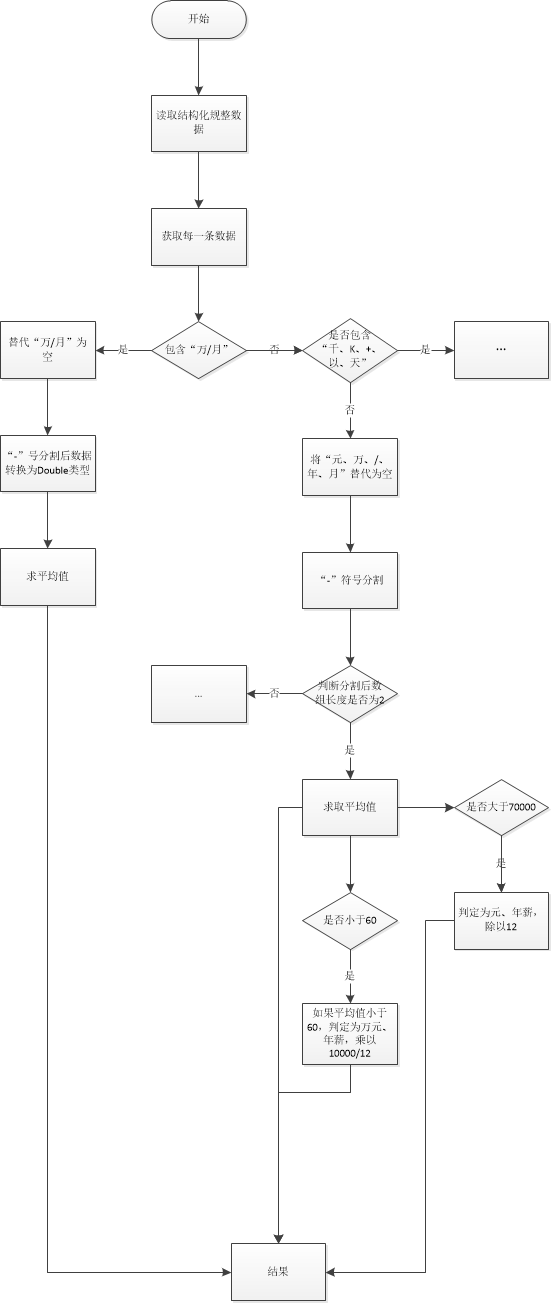 开始
读取结构化规整数
据
获取每一条数据
替代“万/月”为
空
是
包含“万/月”
否
是否包含
“千、K、+、
以、天”
是
...
否
“-”号分割后数据
转换为Double类型
将“元、万、/、
年、月”替代为空
求平均值
“-”符号分割
...
否
判断分割后数
组长度是否为2
是
求取平均值
是否大于70000
是
是否小于60
判定为元、年薪，
除以12
是
如果平均值小于
60，判定为万元、
年薪，乘以
10000/12
结果